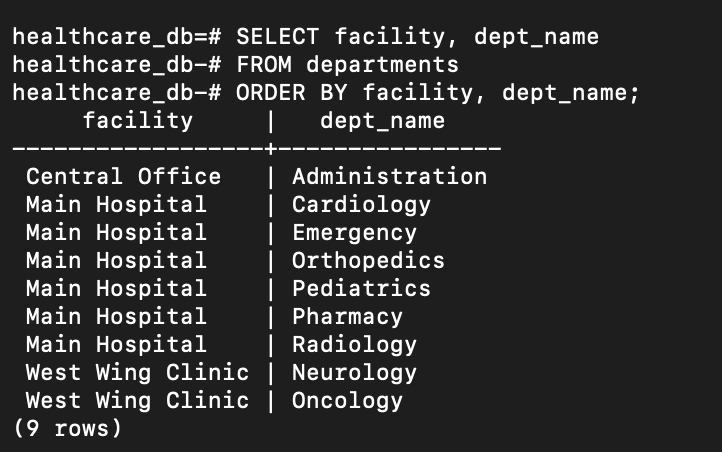 healthcare_db=# SELECT facility, dept_name
healthcare_db-# FROM departments
healthcare_db-# ORDER BY facility, dept_name;
     facility     |   dept_name
------------------+----------------
 Central Office   | Administration
 Main Hospital    | Cardiology
 Main Hospital    | Emergency
 Main Hospital    | Orthopedics
 Main Hospital    | Pediatrics
 Main Hospital    | Pharmacy
 Main Hospital    | Radiology
 West Wing Clinic | Neurology
 West Wing Clinic | Oncology
(9 rows)